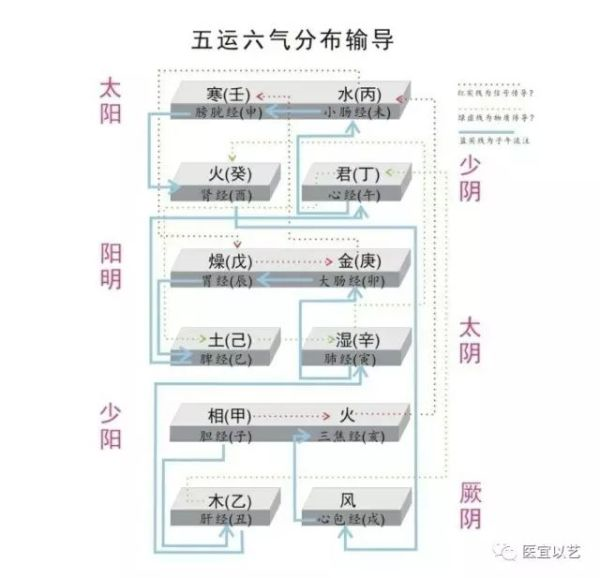 五运六气分布输导
太阳
寒(壬) 水(丙)
膀胱经(申) 小肠经(未)
红实线为信号传导?
绿虚线为物质传导?
蓝实线为子午流注
火(癸) 君(丁)
肾经(酉) 心经(午)
少阴
阳明
燥(戊) 金(庚)
胃经(辰) 大肠经(卯)
土(己) 湿(辛)
脾经(巳) 肺经(寅)
太阴
少阳
相(甲) 火
胆经(子) 三焦经(亥)
木(乙) 风
肝经(丑) 心包经(戌)
厥阴
医宜以艺